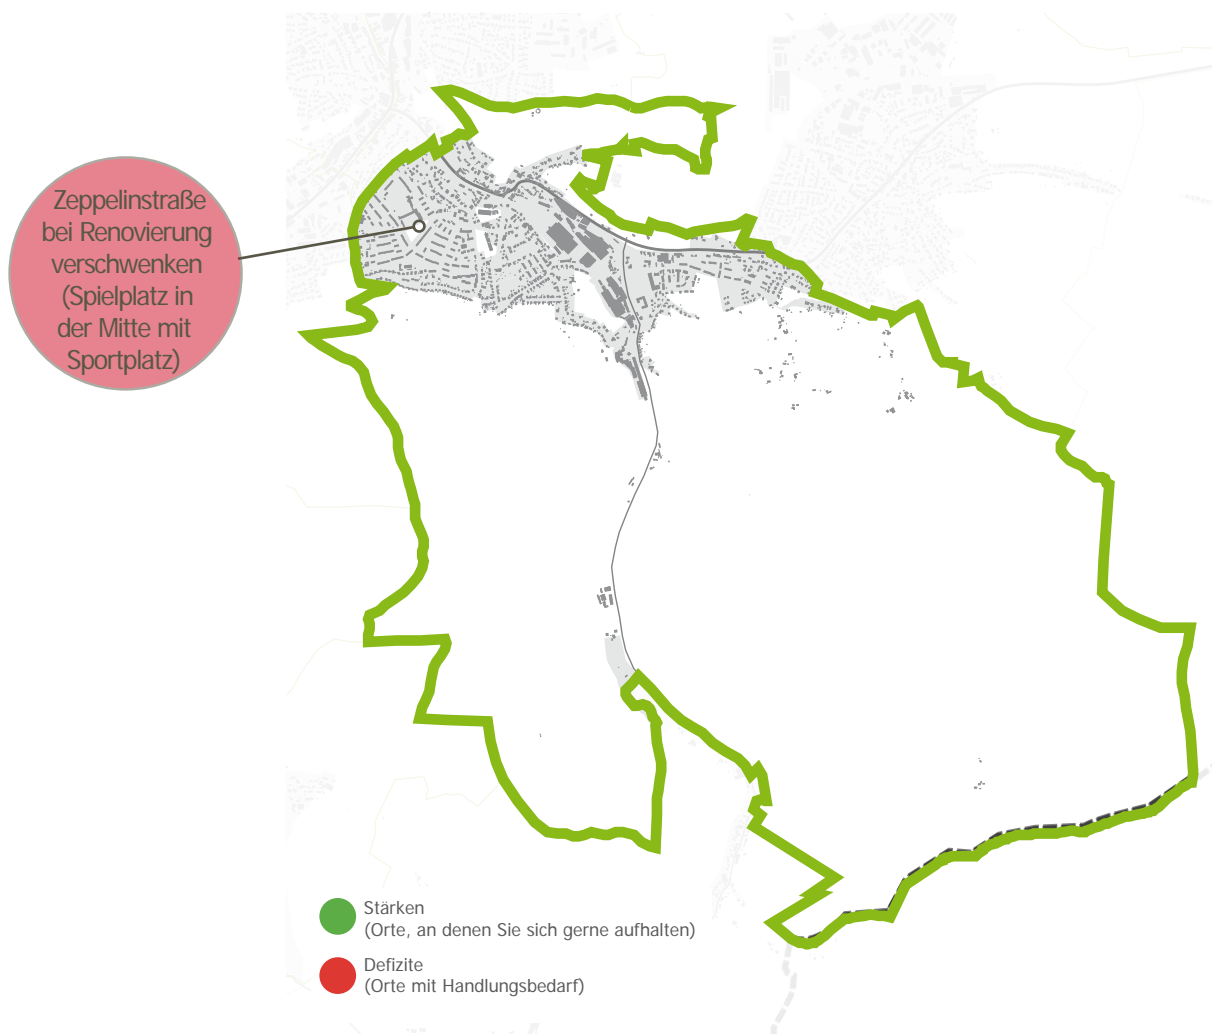 Zeppelinstraße
bei Renovierung
verschwenken
(Spielplatz in
der Mitte mit
Sportplatz)
Stärken
(Orte, an denen Sie sich gerne aufhalten)
Defizite
(Orte mit Handlungsbedarf)